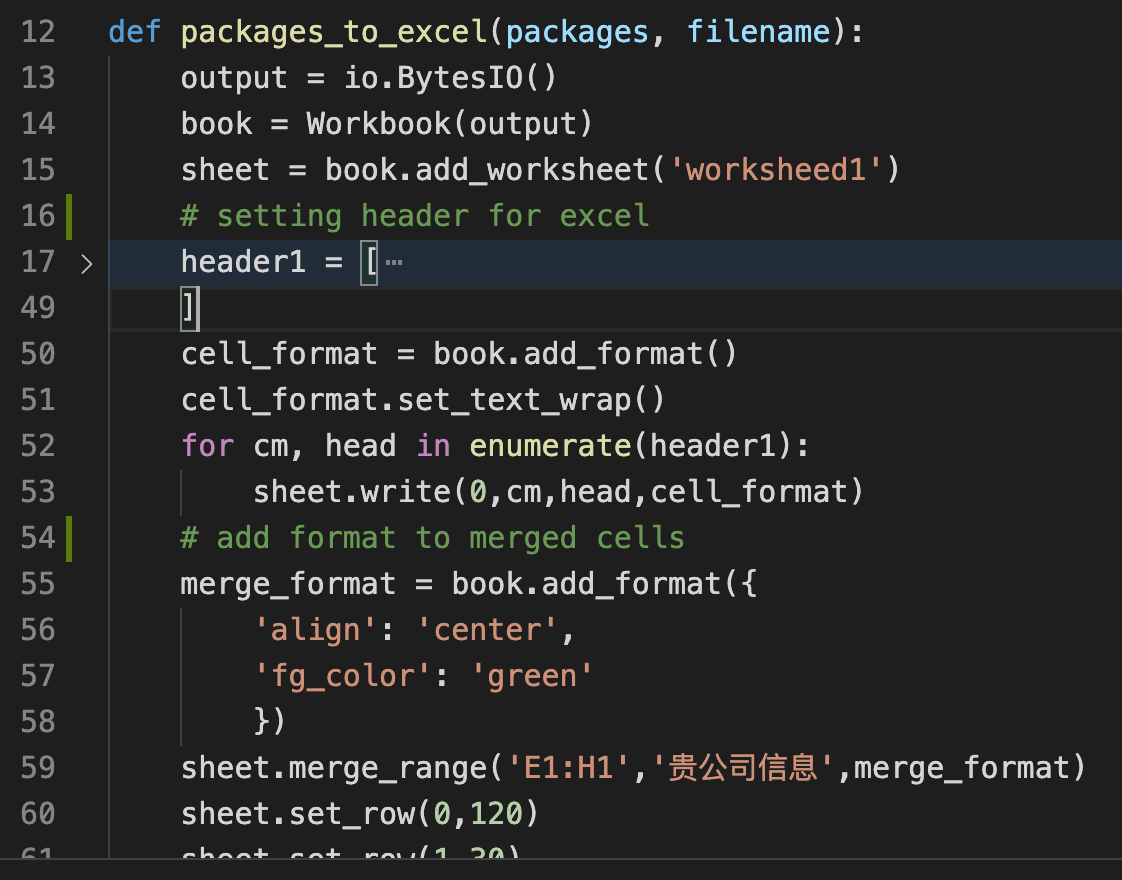 12 def packages_to_excel(packages, filename):
13 output = io.BytesIO()
14 book = Workbook(output)
15 sheet = book.add_worksheet('worksheed1')
16 # setting header for excel
17 > header1 = [⋯
49 ]
50 cell_format = book.add_format()
51 cell_format.set_text_wrap()
52 for cm, head in enumerate(header1):
53 sheet.write(0,cm,head,cell_format)
54 # add format to merged cells
55 merge_format = book.add_format({
56 'align': 'center',
57 'fg_color': 'green'
58 })
59 sheet.merge_range('E1:H1','贵公司信息',merge_format)
60 sheet.set_row(0,120)
61 sheet.set_row(1,30)